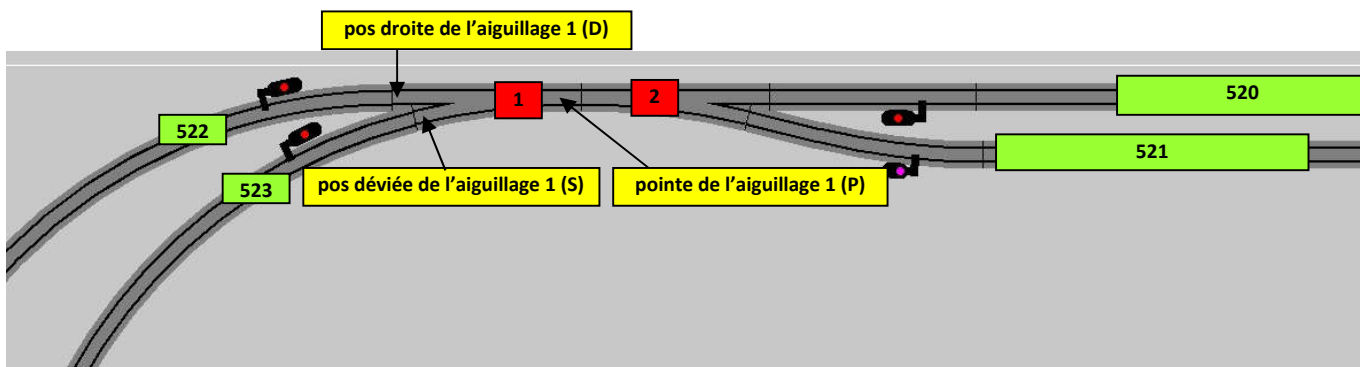 pos droite de l’aiguillage 1 (D)
1
2
520
522
521
pos déviée de l’aiguillage 1 (S)
pointe de l’aiguillage 1 (P)
523